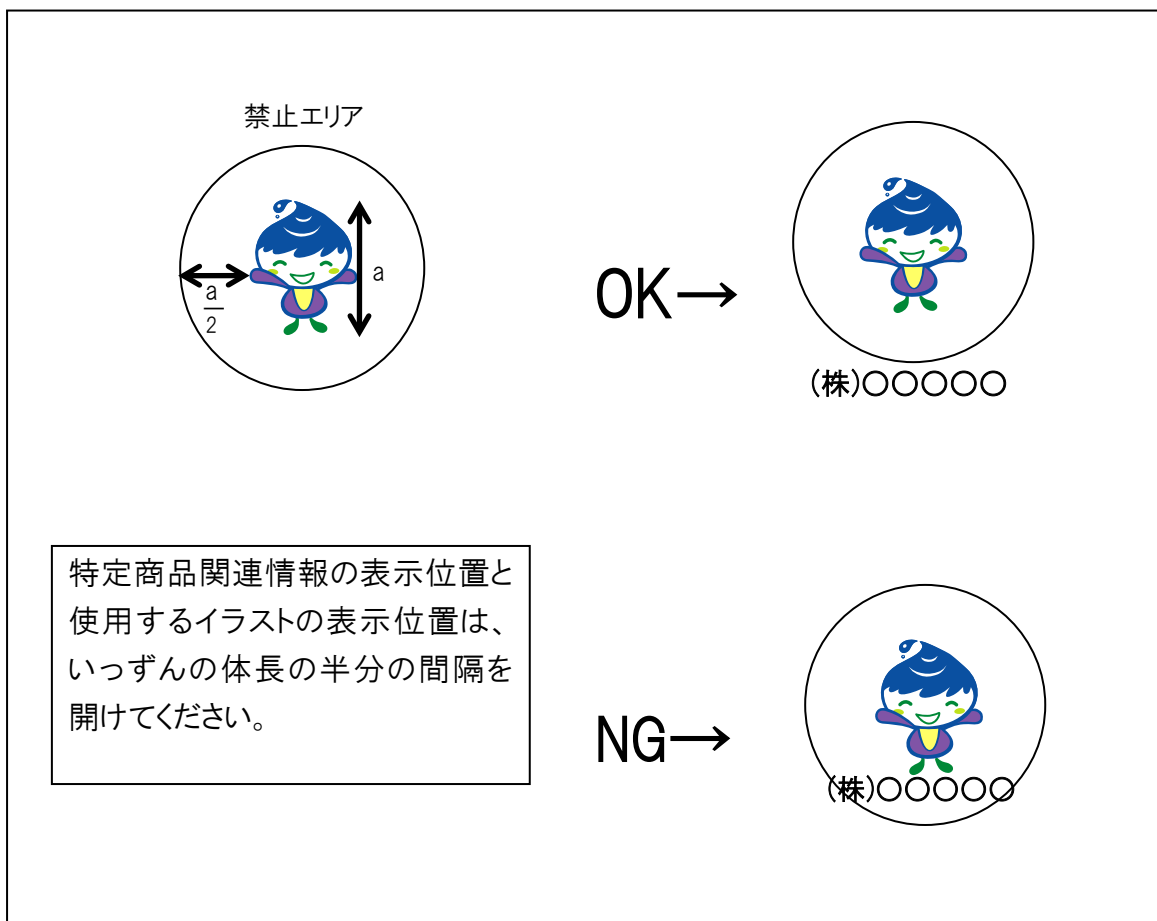 禁止エリア
a
a
2
OK→
(株)○○○○○
特定商品関連情報の表示位置と
使用するイラストの表示位置は、
いっずんの体長の半分の間隔を
開けてください。
NG→
(株)○○○○○